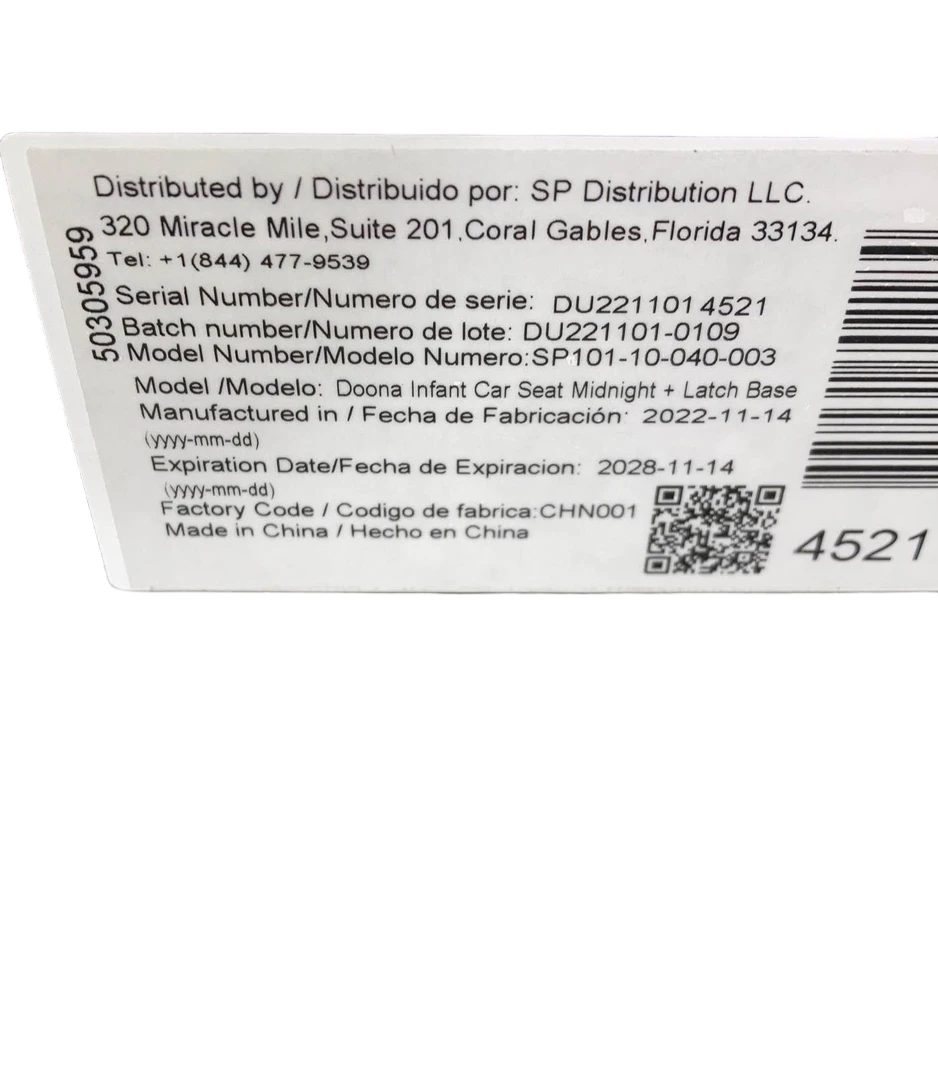 Distributed by / Distribuido por: SP Distribution LLC.
320 Miracle Mile,Suite 201,Coral Gables,Florida 33134.
Tel: +1(844) 477-9539
50305959
Serial Number/Numero de serie: DU221101 4521
Batch number/Numero de lote: DU221101-0109
Model Number/Modelo Numero:SP101-10-040-003
Model /Modelo: Doona Infant Car Seat Midnight + Latch Base
Manufactured in / Fecha de Fabricación: 2022-11-14
(yyyy-mm-dd)
Expiration Date/Fecha de Expiracion: 2028-11-14
(yyyy-mm-dd)
Factory Code / Codigo de fabrica:CHN001
Made in China / Hecho en China
4521